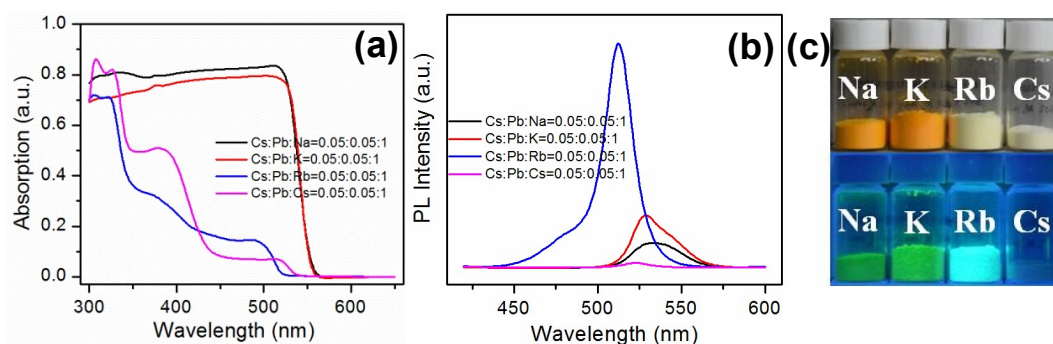 (a)
1.0
0.8
0.6
0.4
0.2
0.0
Absorption (a.u.)
Cs:Pb:Na=0.05:0.05:1
Cs:Pb:K=0.05:0.05:1
Cs:Pb:Rb=0.05:0.05:1
Cs:Pb:Cs=0.05:0.05:1
300 400 500 600
Wavelength (nm)
(b)
PL Intensity (a.u.)
Cs:Pb:Na=0.05:0.05:1
Cs:Pb:K=0.05:0.05:1
Cs:Pb:Rb=0.05:0.05:1
Cs:Pb:Cs=0.05:0.05:1
450 500 550 600
Wavelength (nm)
(c)
Na K Rb Cs
Na K Rb Cs